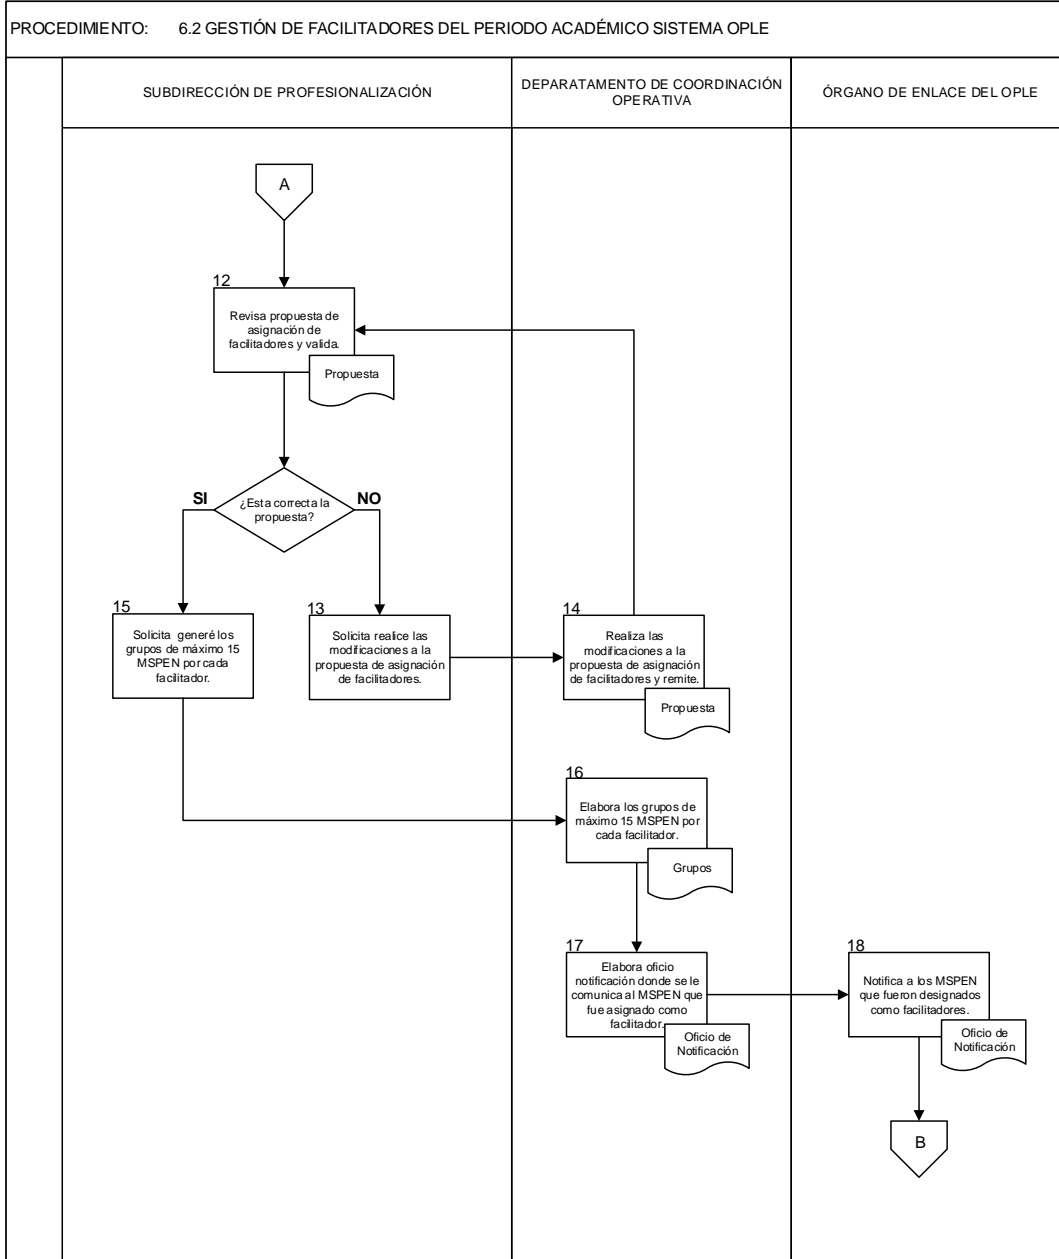 PROCEDIMIENTO: 6.2 GESTIÓN DE FACILITADORES DEL PERIODO ACADÉMICO SISTEMA OPLE
SUBDIRECCIÓN DE PROFESIONALIZACIÓN
DEPARATAMENTO DE COORDINACIÓN
OPERATIVA
ÓRGANO DE ENLACE DEL OPLE
A
12
Revisa propuesta de
asignación de
facilitadores y valida.
Propuesta
¿Esta correcta la
propuesta?
SI
NO
15
Solicita generé los
grupos de máximo 15
MSPEN por cada
facilitador.
13
Solicita realice las
modificaciones a la
propuesta de asignación
de facilitadores.
14
Realiza las
modificaciones a la
propuesta de asignación
de facilitadores y remite.
Propuesta
16
Elabora los grupos de
máximo 15 MSPEN por
cada facilitador.
Grupos
17
Elabora oficio
notificación donde se le
comunica al MSPEN que
fue asignado como
facilitador.
Oficio de
Notificación
18
Notifica a los MSPEN
que fueron designados
como facilitadores.
Oficio de
Notificación
B